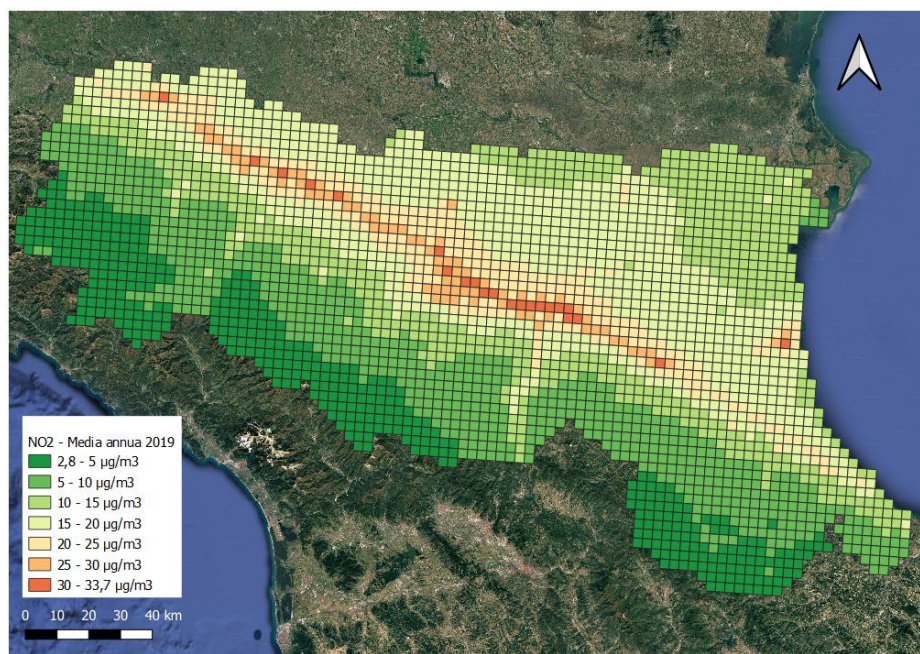 NO2 - Media annua 2019
2,8 - 5 µg/m3
5 - 10 µg/m3
10 - 15 µg/m3
15 - 20 µg/m3
20 - 25 µg/m3
25 - 30 µg/m3
30 - 33,7 µg/m3
0 10 20 30 40 km